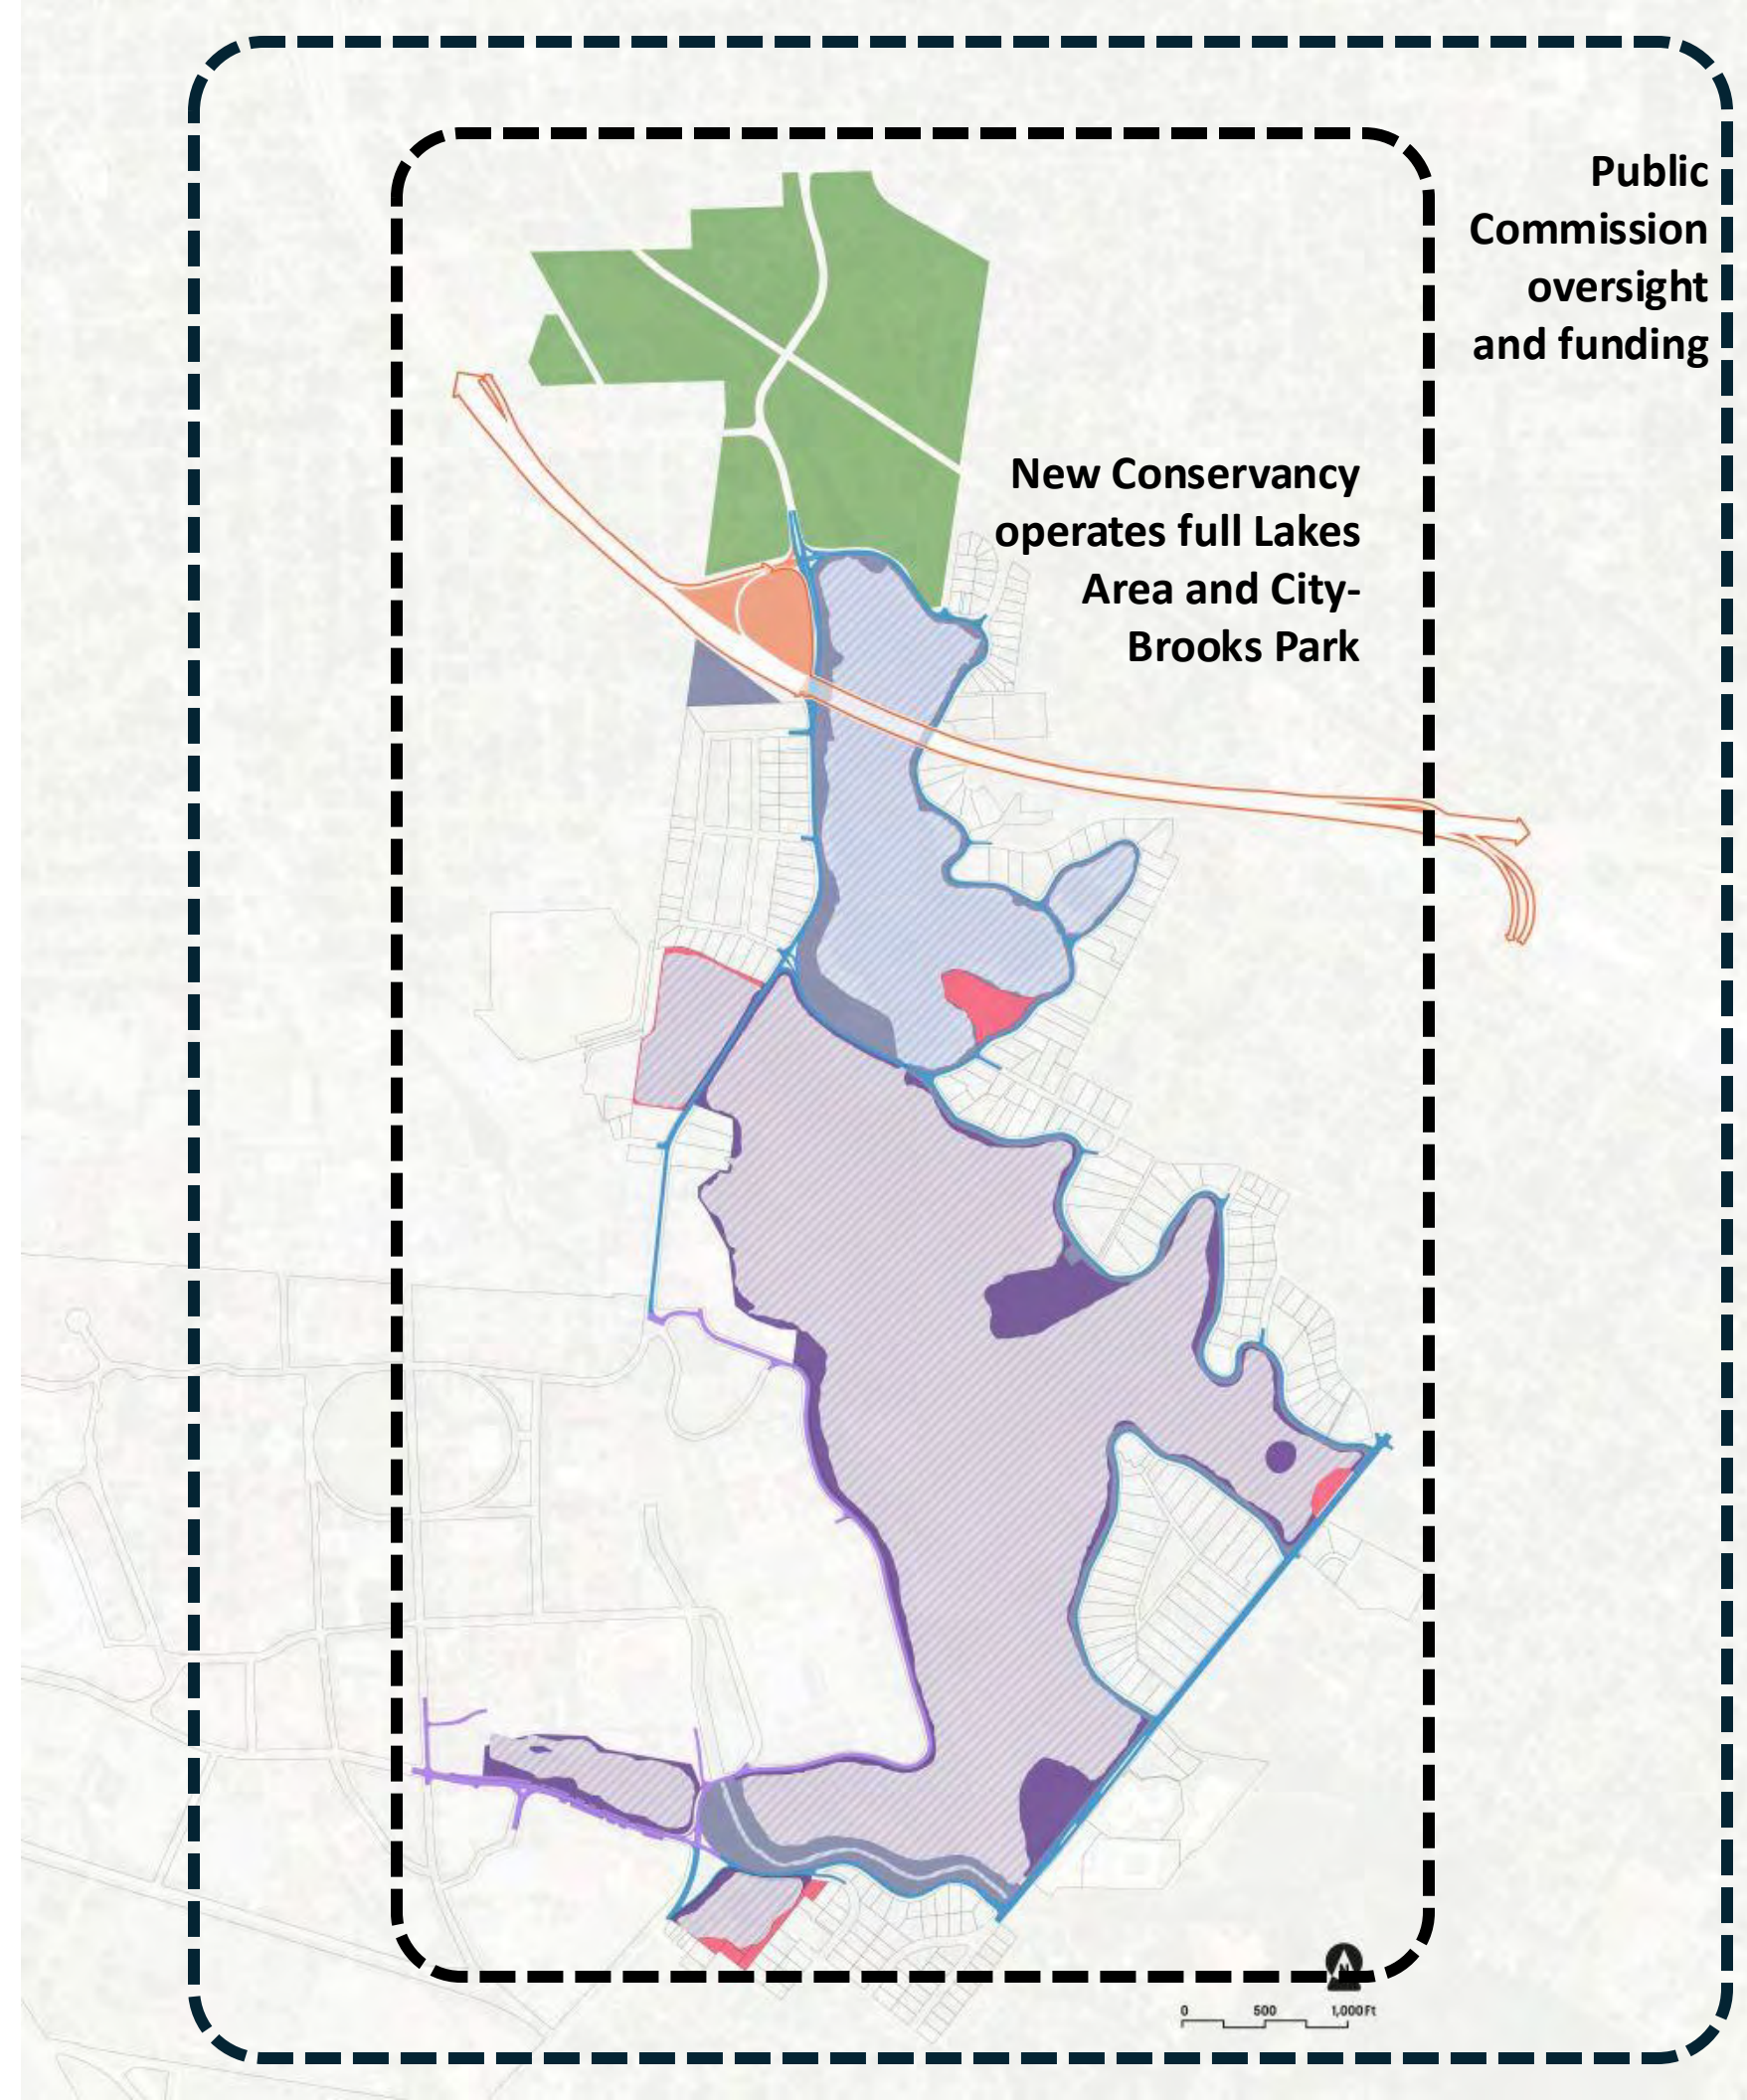 Public
Commission
oversight
and funding
New Conservancy
operates full Lakes
Area and City-
Brooks Park
N
0 500 1,000 Ft